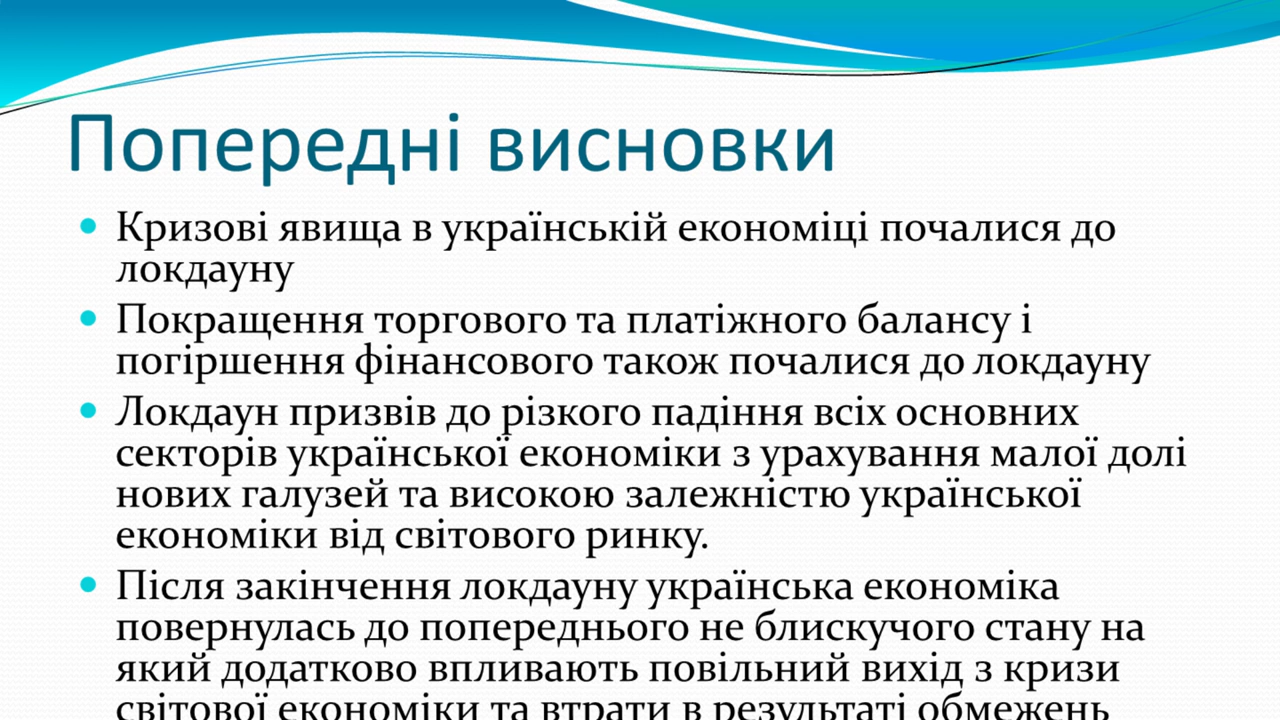 Попередні висновки
• Кризові явища в українській економіці почалися до
локдауну
• Покращення торгового та платіжного балансу і
погіршення фінансового також почалися до локдауну
• Локдаун призвів до різкого падіння всіх основних
секторів української економіки з урахування малої долі
нових галузей та високою залежністю української
економіки від світового ринку.
• Після закінчення локдауну українська економіка
повернулась до попереднього не блискучого стану на
який додатково впливають повільний вихід з кризи
світової економіки та втрати в результаті обмежень